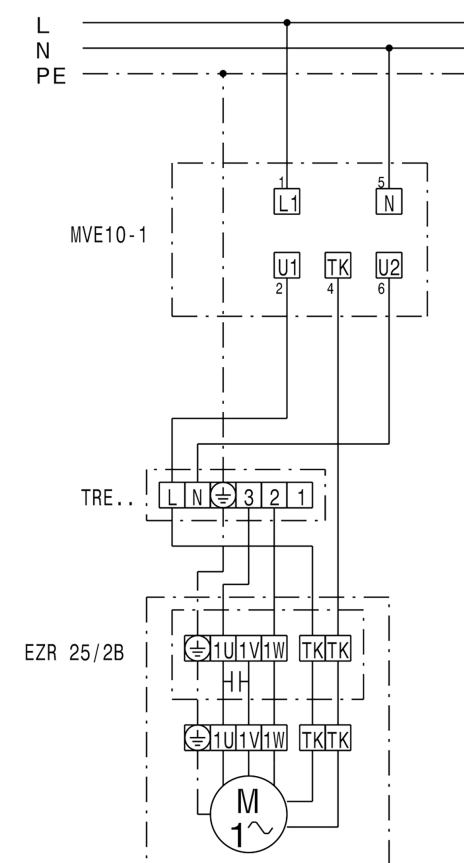 L
N
PE
1 5
L1 N
MVE10-1
U1 TK U2
2 4 6
TRE.. L N 3 2 1
EZR 25/2B 1U 1V 1W TK TK
1U 1V 1W TK TK
M
1~